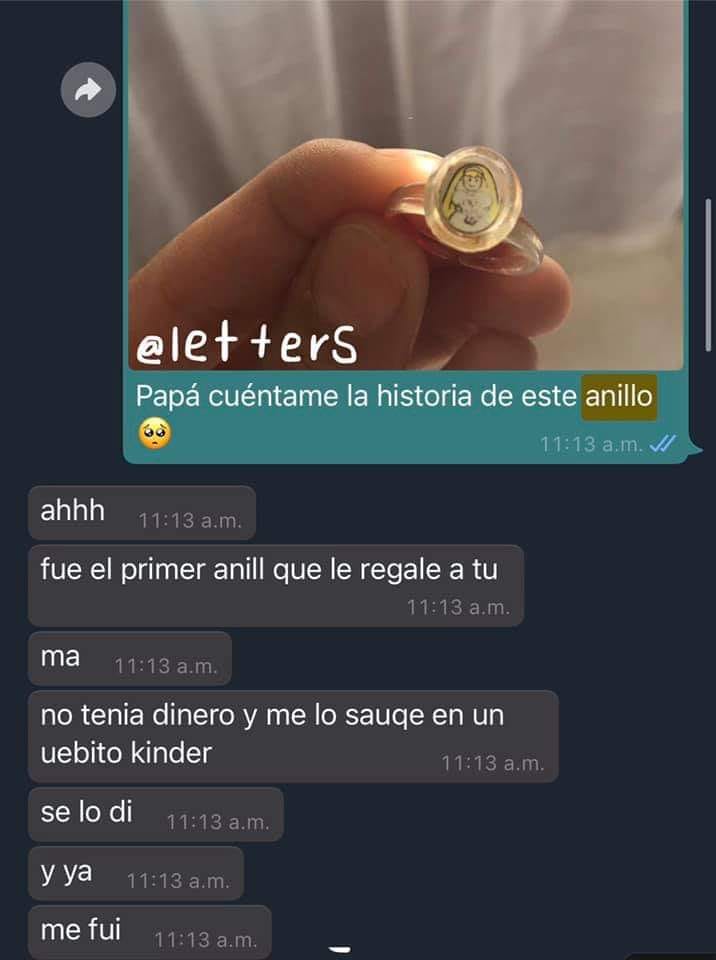 @letters
Papá cuéntame la historia de este anillo
🥺 11:13 a.m.
ahhh 11:13 a.m.
fue el primer anill que le regale a tu
11:13 a.m.
ma 11:13 a.m.
no tenia dinero y me lo sauqe en un
uebito kinder 11:13 a.m.
se lo di 11:13 a.m.
y ya 11:13 a.m.
me fui 11:13 a.m.